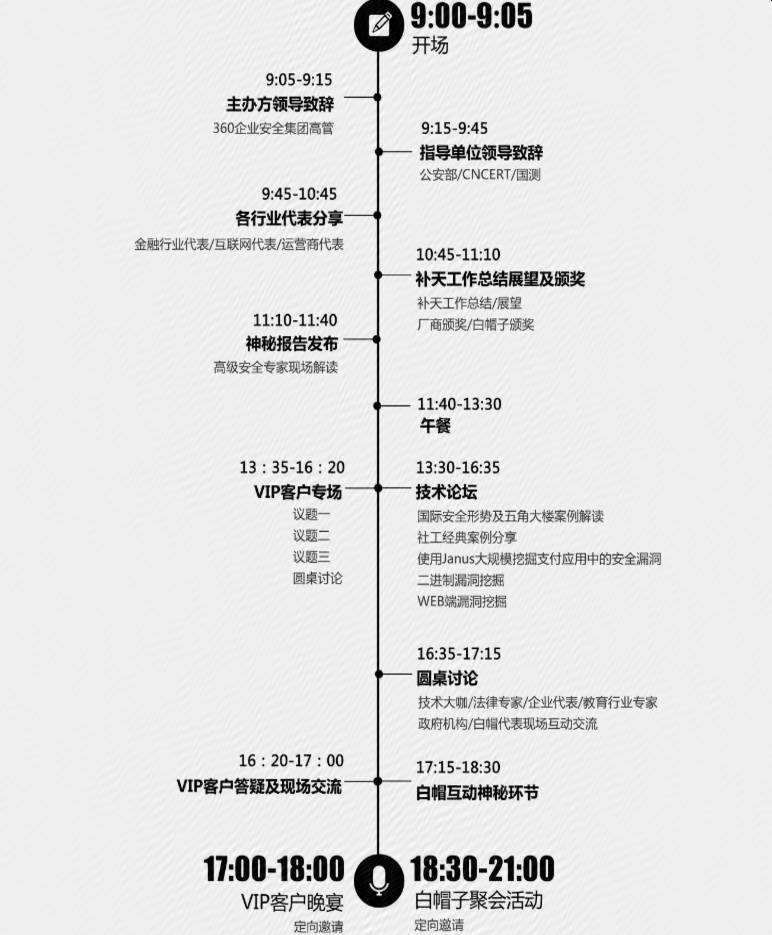 9:00-9:05
开场
9:05-9:15
主办方领导致辞
360企业安全集团高管
9:15-9:45
指导单位领导致辞
公安部/CNCERT/国测
9:45-10:45
各行业代表分享
金融行业代表/互联网代表/运营商代表
10:45-11:10
补天工作总结展望及颁奖
补天工作总结/展望
厂商颁奖/白帽子颁奖
11:10-11:40
神秘报告发布
高级安全专家现场解读
11:40-13:30
午餐
13：35-16：20
VIP客户专场
议题一
议题二
议题三
圆桌讨论
13:30-16:35
技术论坛
国际安全形势及五角大楼案例解读
社工经典案例分享
使用Janus大规模挖掘支付应用中的安全漏洞
二进制漏洞挖掘
WEB端漏洞挖掘
16:35-17:15
圆桌讨论
技术大咖/法律专家/企业代表/教育行业专家
政府机构/白帽代表现场互动交流
16：20-17：00
VIP客户答疑及现场交流
17:15-18:30
白帽互动神秘环节
17:00-18:00
VIP客户晚宴
定向邀请
18:30-21:00
白帽子聚会活动
定向邀请